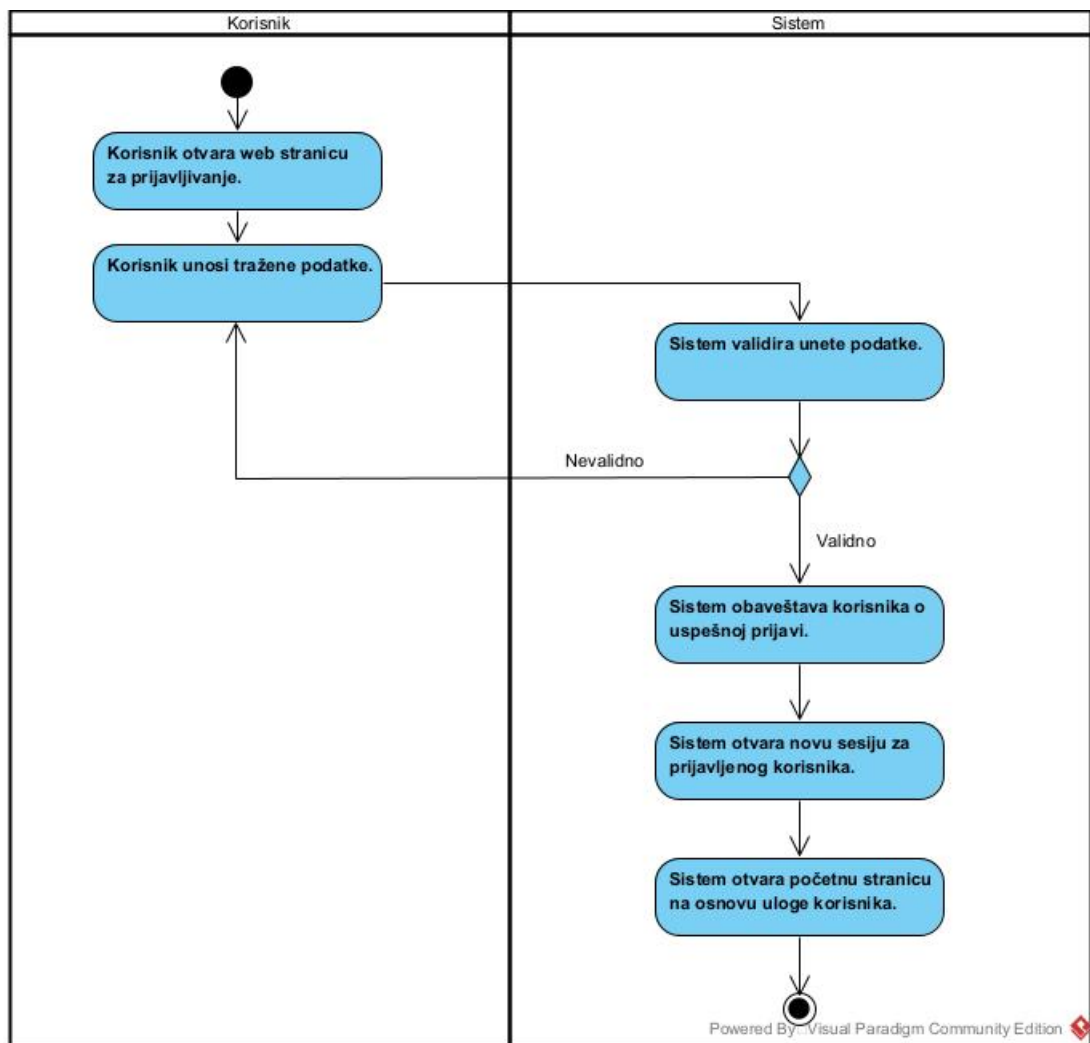 Korisnik
Sistem
Korisnik otvara web stranicu
za prijavljivanje.
Korisnik unosi tražene podatke.
Sistem validira unete podatke.
Nevalidno
Validno
Sistem obaveštava korisnika o
uspešnoj prijavi.
Sistem otvara novu sesiju za
prijavljenog korisnika.
Sistem otvara početnu stranicu
na osnovu uloge korisnika.
Powered By Visual Paradigm Community Edition